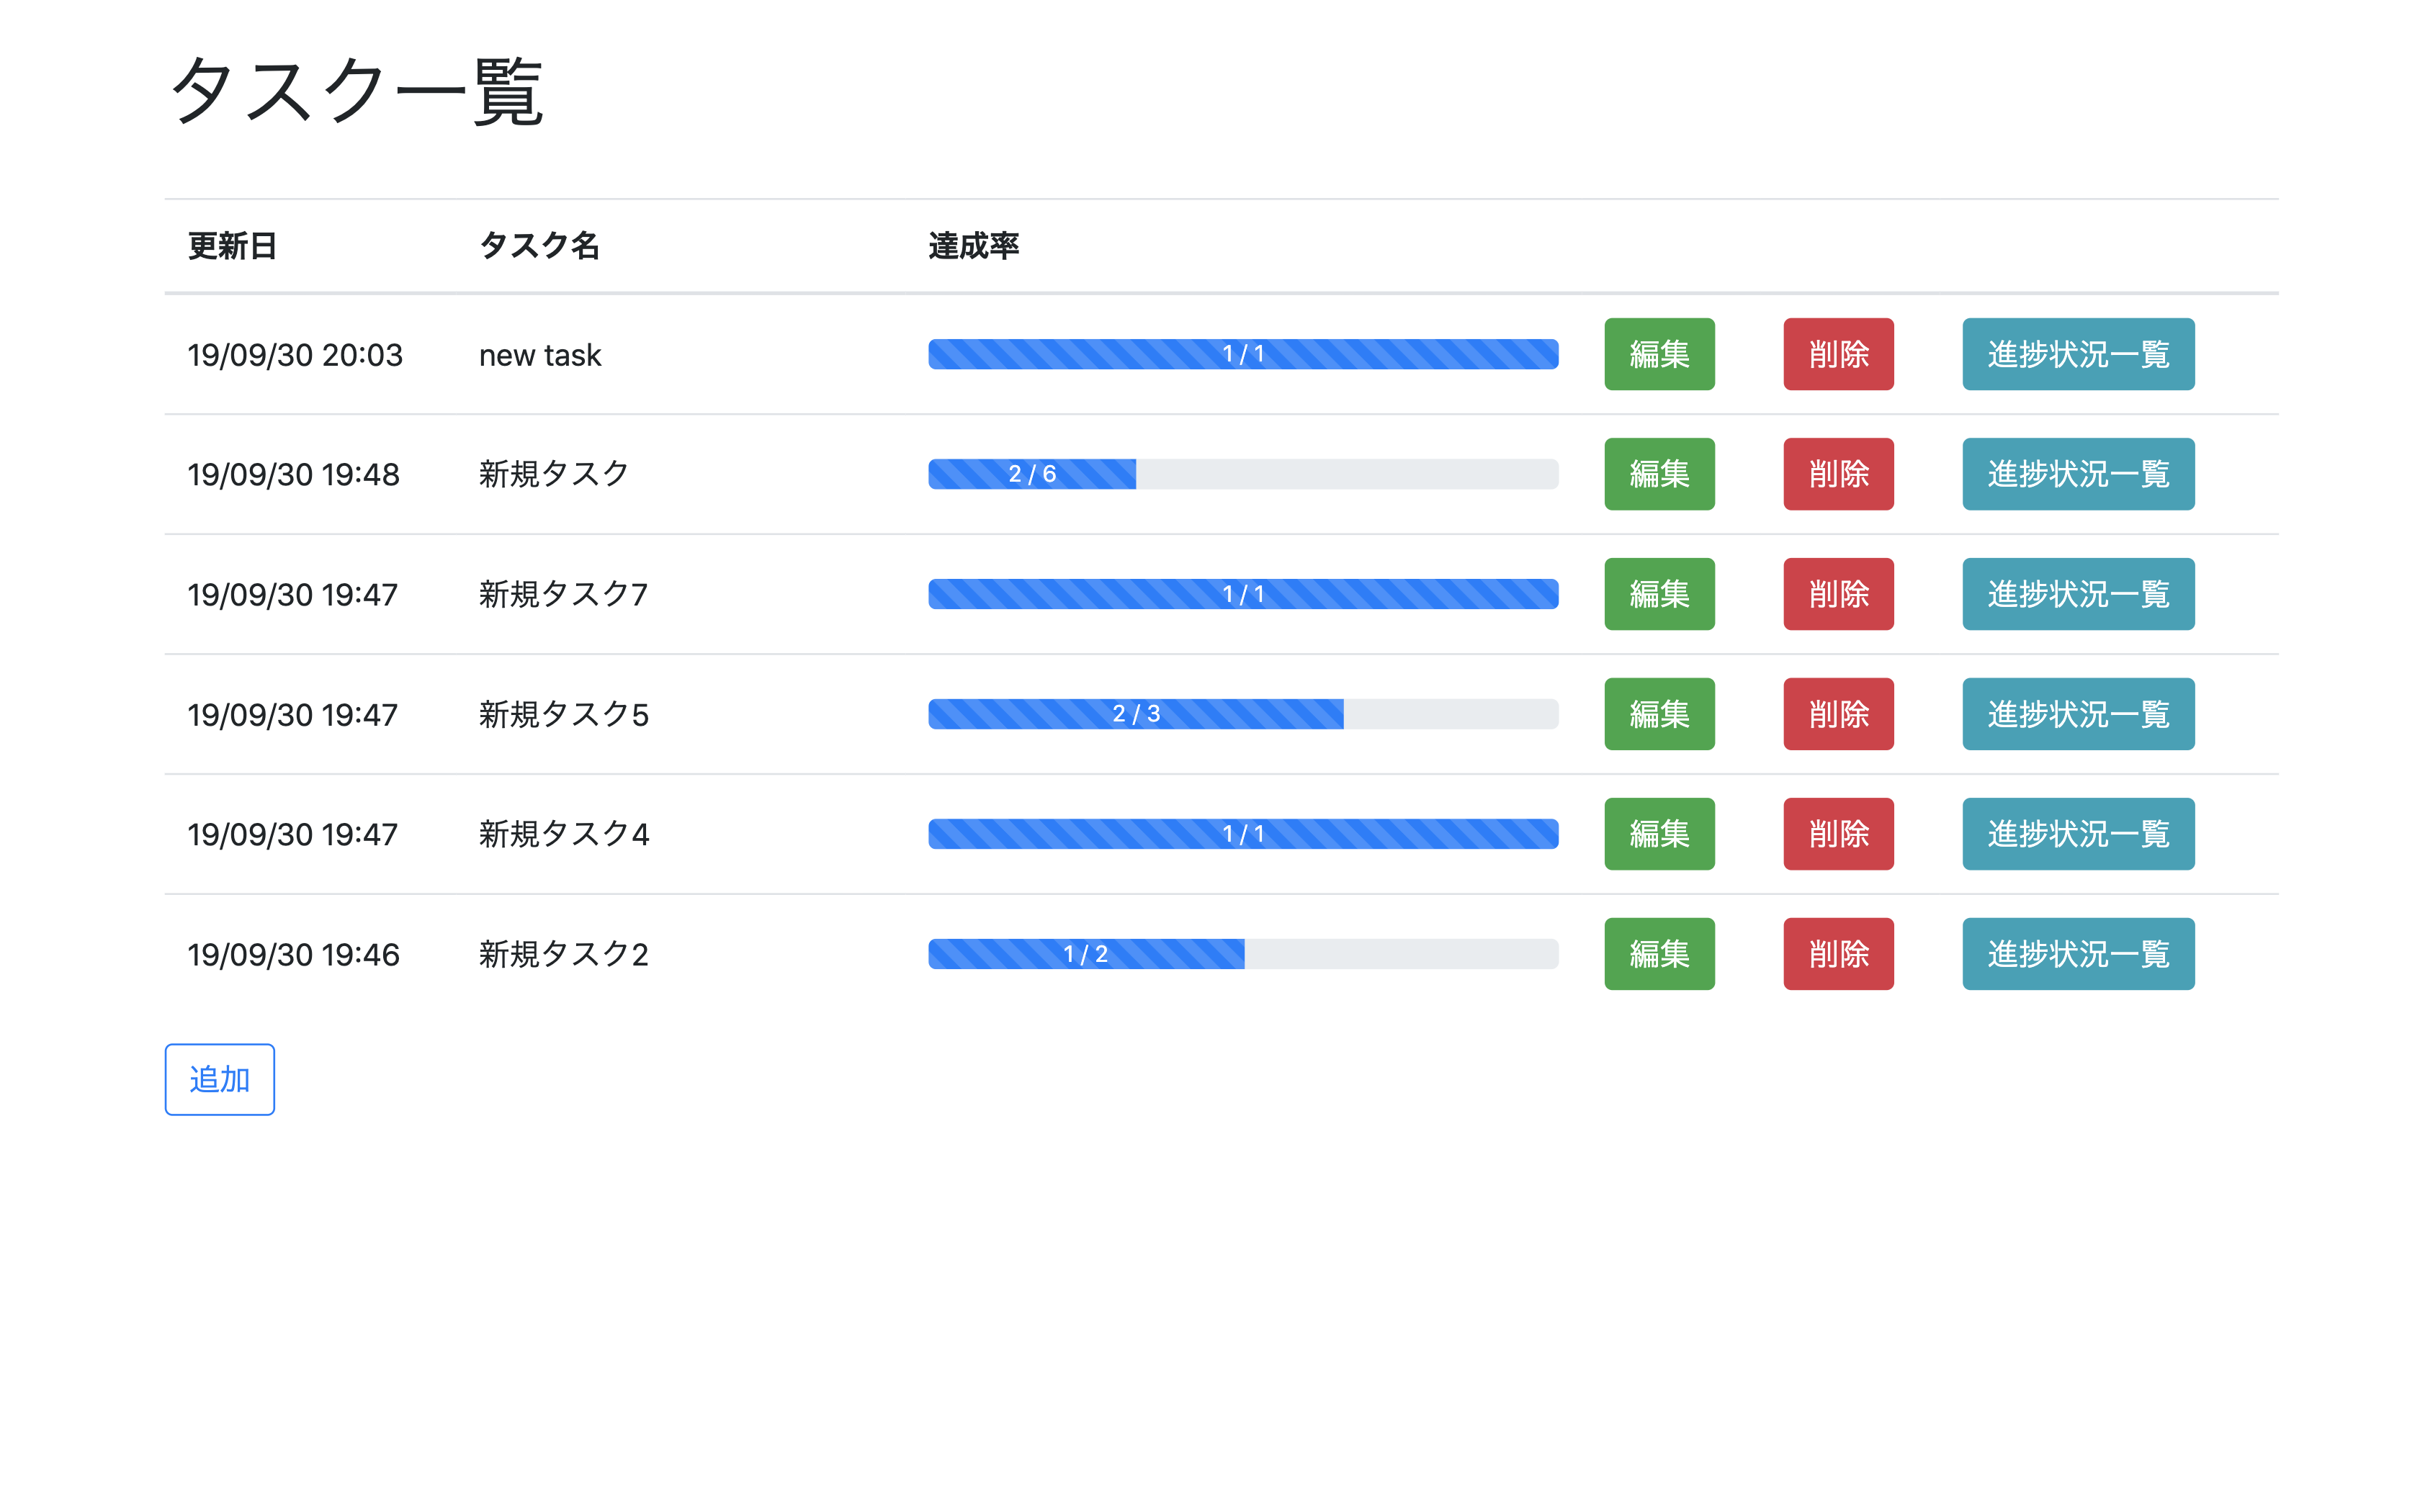 タスク一覧
更新日 タスク名 達成率
19/09/30 20:03 new task 1 / 1 編集 削除 進捗状況一覧
19/09/30 19:48 新規タスク 2 / 6 編集 削除 進捗状況一覧
19/09/30 19:47 新規タスク7 1 / 1 編集 削除 進捗状況一覧
19/09/30 19:47 新規タスク5 2 / 3 編集 削除 進捗状況一覧
19/09/30 19:47 新規タスク4 1 / 1 編集 削除 進捗状況一覧
19/09/30 19:46 新規タスク2 1 / 2 編集 削除 進捗状況一覧
追加